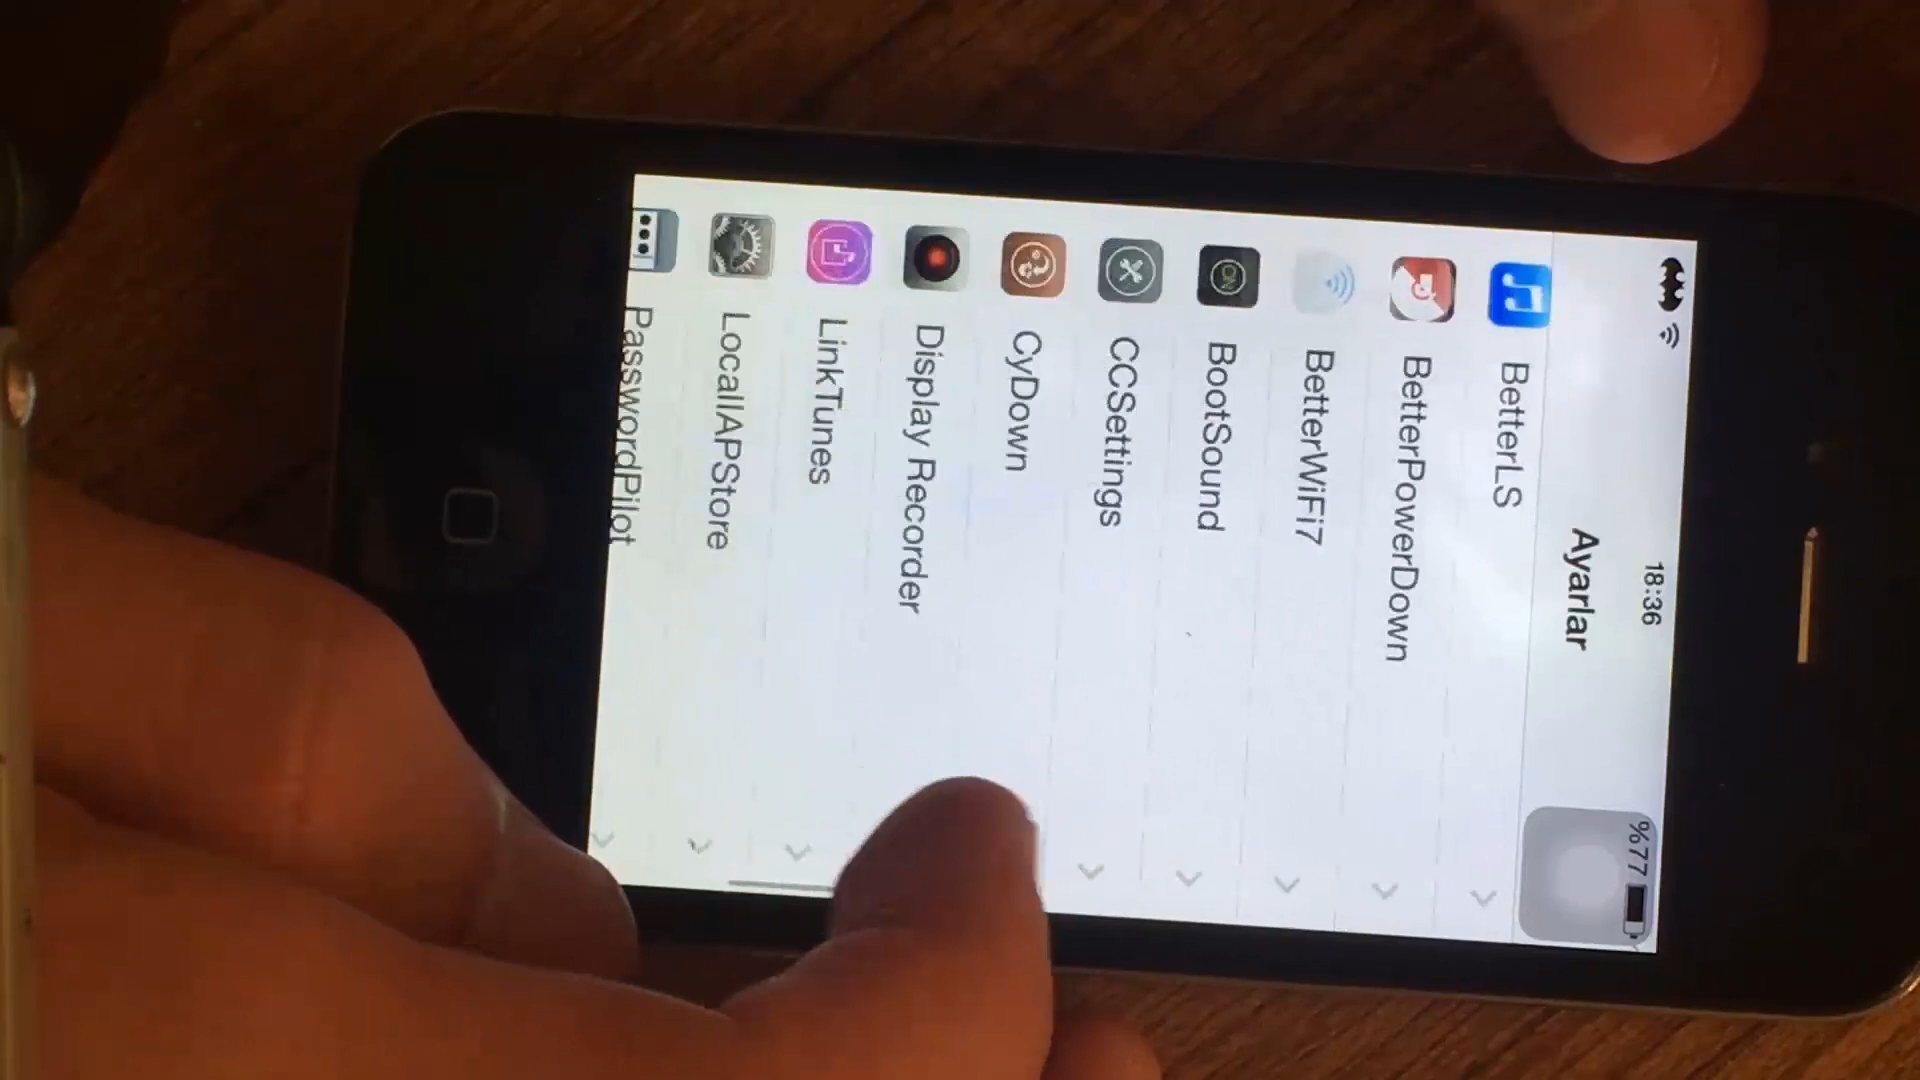 18:36
%77
Ayarlar
BetterLS
BetterPowerDown
BetterWiFi7
BootSound
CCSettings
CyDown
Display Recorder
LinkTunes
LocalIAPStore
PasswordPilot